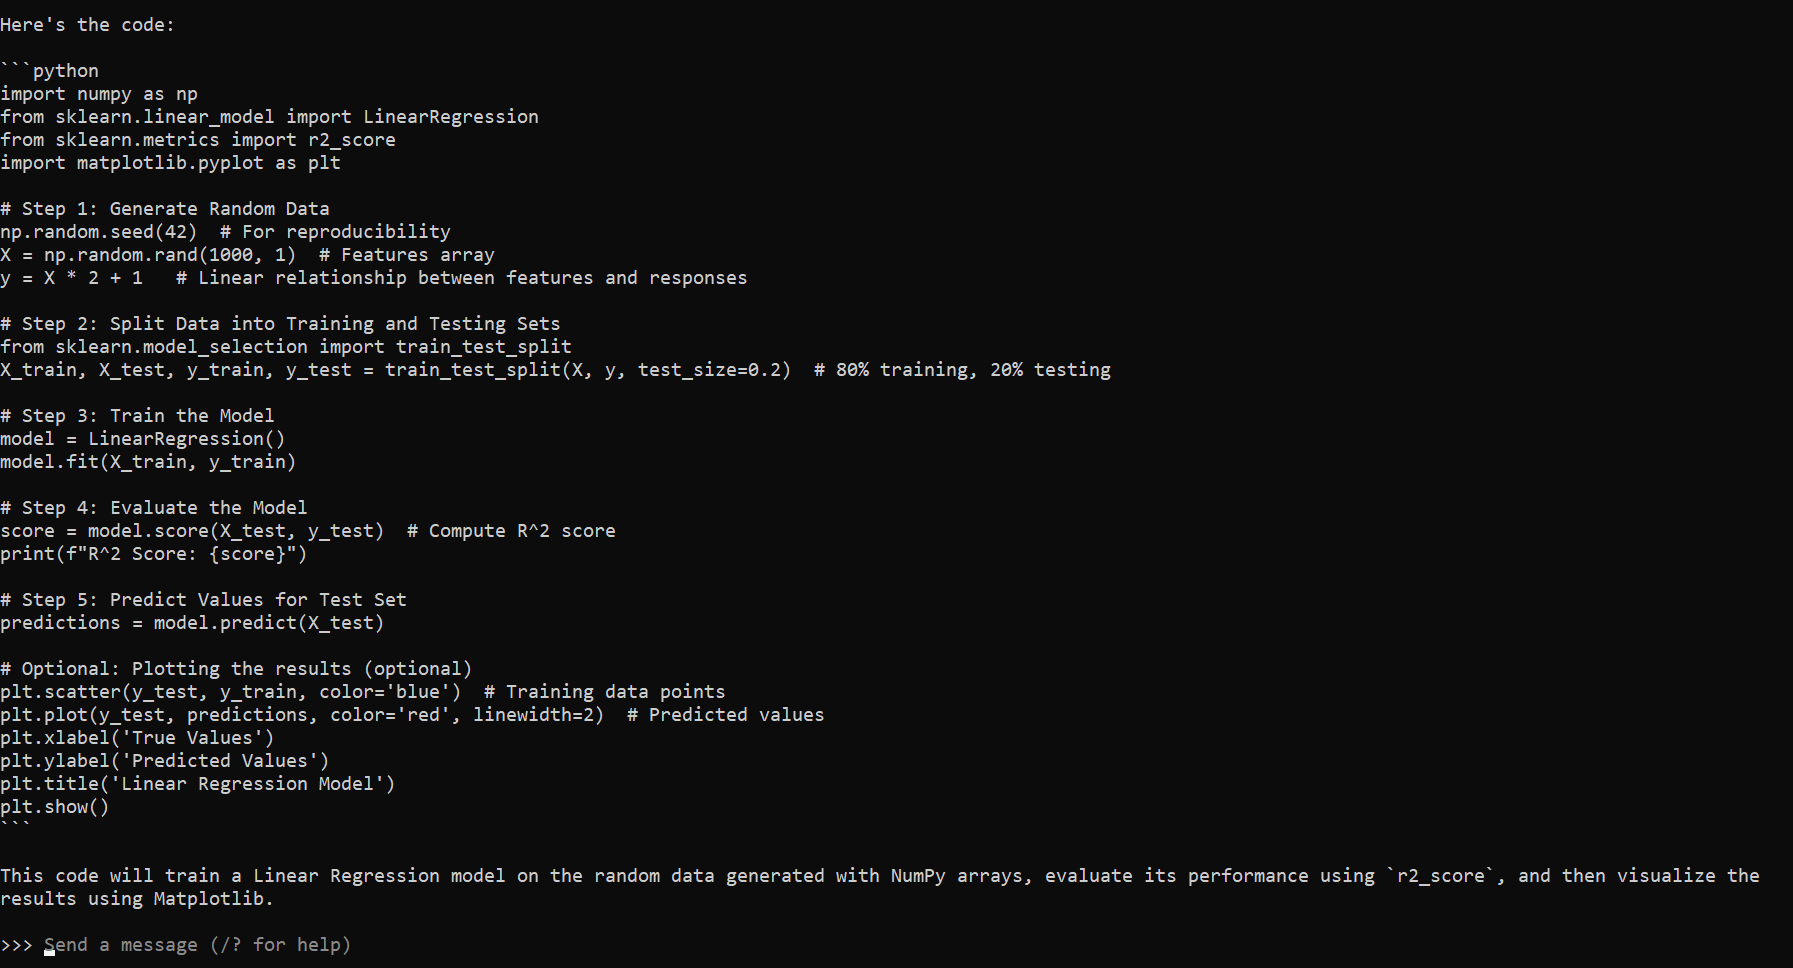 Here's the code:
```python
import numpy as np
from sklearn.linear_model import LinearRegression
from sklearn.metrics import r2_score
import matplotlib.pyplot as plt
# Step 1: Generate Random Data
np.random.seed(42)  # For reproducibility
X = np.random.rand(1000, 1)  # Features array
y = X * 2 + 1   # Linear relationship between features and responses
# Step 2: Split Data into Training and Testing Sets
from sklearn.model_selection import train_test_split
X_train, X_test, y_train, y_test = train_test_split(X, y, test_size=0.2)  # 80% training, 20% testing
# Step 3: Train the Model
model = LinearRegression()
model.fit(X_train, y_train)
# Step 4: Evaluate the Model
score = model.score(X_test, y_test)  # Compute R^2 score
print(f"R^2 Score: {score}")
# Step 5: Predict Values for Test Set
predictions = model.predict(X_test)
# Optional: Plotting the results (optional)
plt.scatter(y_test, y_train, color='blue')  # Training data points
plt.plot(y_test, predictions, color='red', linewidth=2)  # Predicted values
plt.xlabel('True Values')
plt.ylabel('Predicted Values')
plt.title('Linear Regression Model')
plt.show()
```
This code will train a Linear Regression model on the random data generated with NumPy arrays, evaluate its performance using `r2_score`, and then visualize the
results using Matplotlib.
>>> Send a message (/? for help)